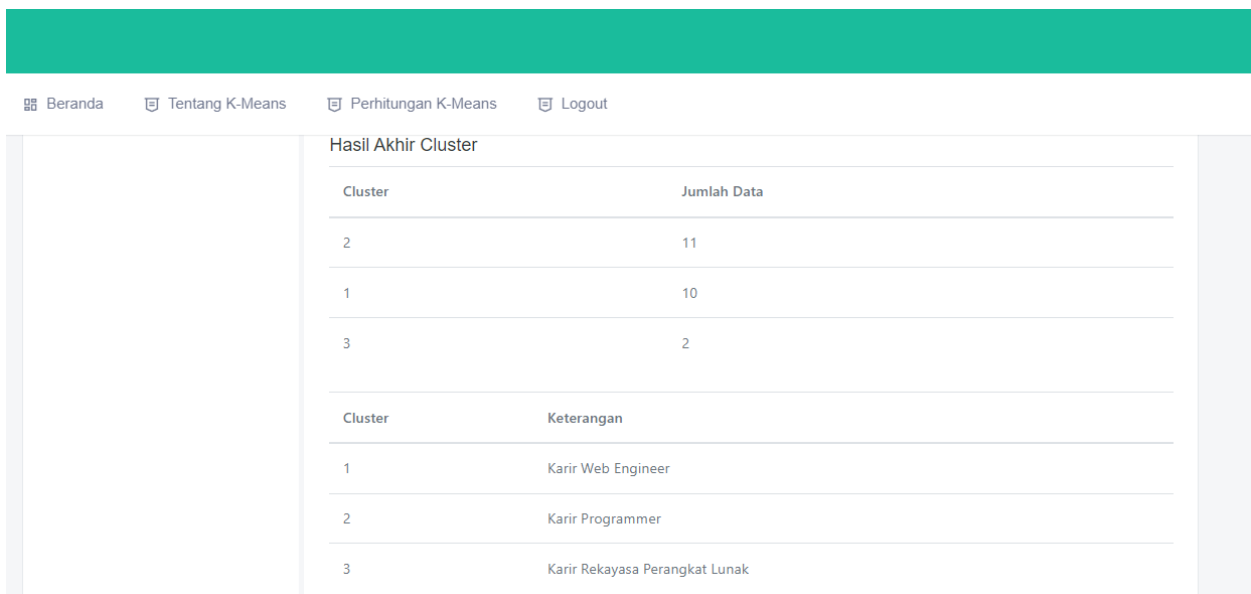 Beranda Tentang K-Means Perhitungan K-Means Logout
Hasil Akhir Cluster
Cluster Jumlah Data
2 11
1 10
3 2
Cluster Keterangan
1 Karir Web Engineer
2 Karir Programmer
3 Karir Rekayasa Perangkat Lunak